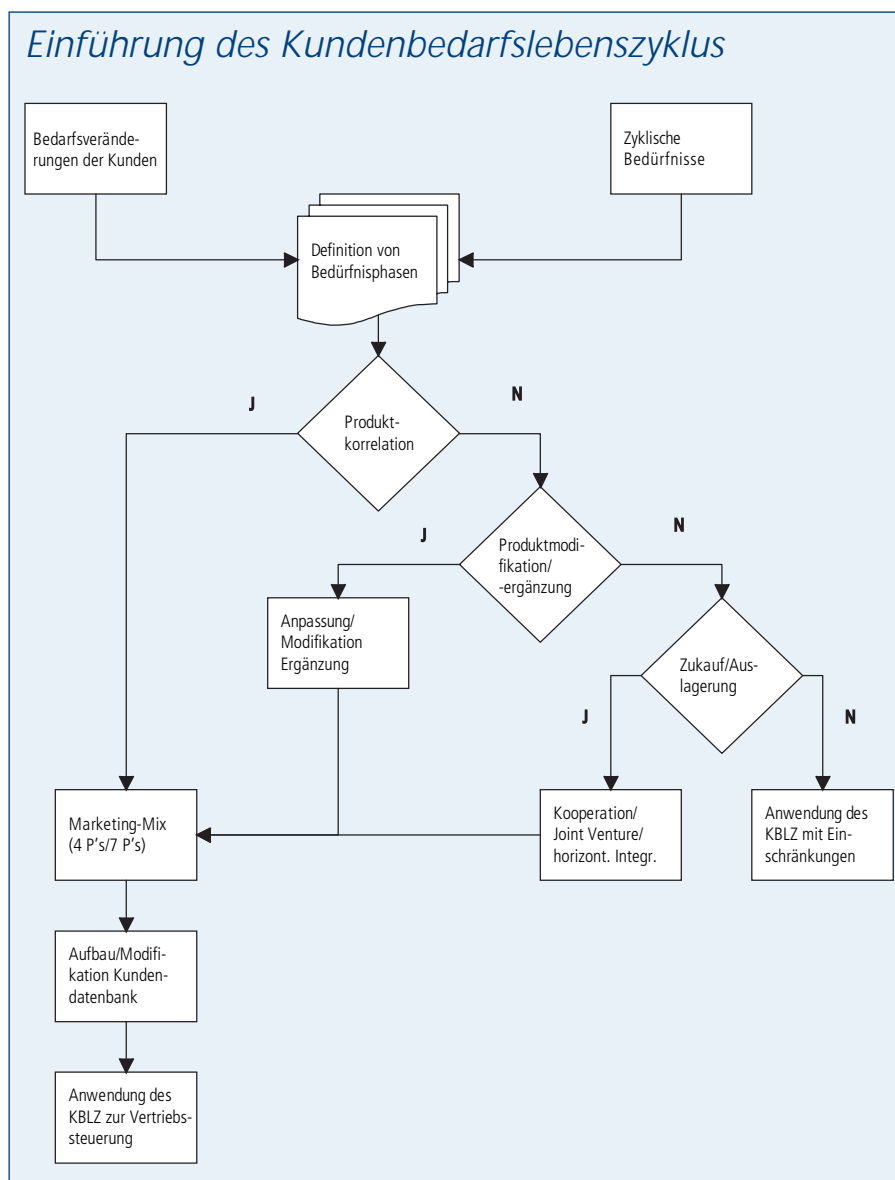 Einführung des Kundenbedarfslebenszyklus
Bedarfsverände-
rungen der Kunden
Zyklische
Bedürfnisse
Definition von
Bedürfnisphasen
J
N
Produkt-
korrelation
J
N
Produktmodi-
fikation/
-ergänzung
Anpassung/
Modifikation
Ergänzung
Zukauf/Aus-
lagerung
J
N
Marketing-Mix
(4 P's/7 P's)
Kooperation/
Joint Venture/
horizont. Integr.
Anwendung des
KBLZ mit Ein-
schränkungen
Aufbau/Modifi-
kation Kunden-
datenbank
Anwendung des
KBLZ zur Vertriebs-
steuerung